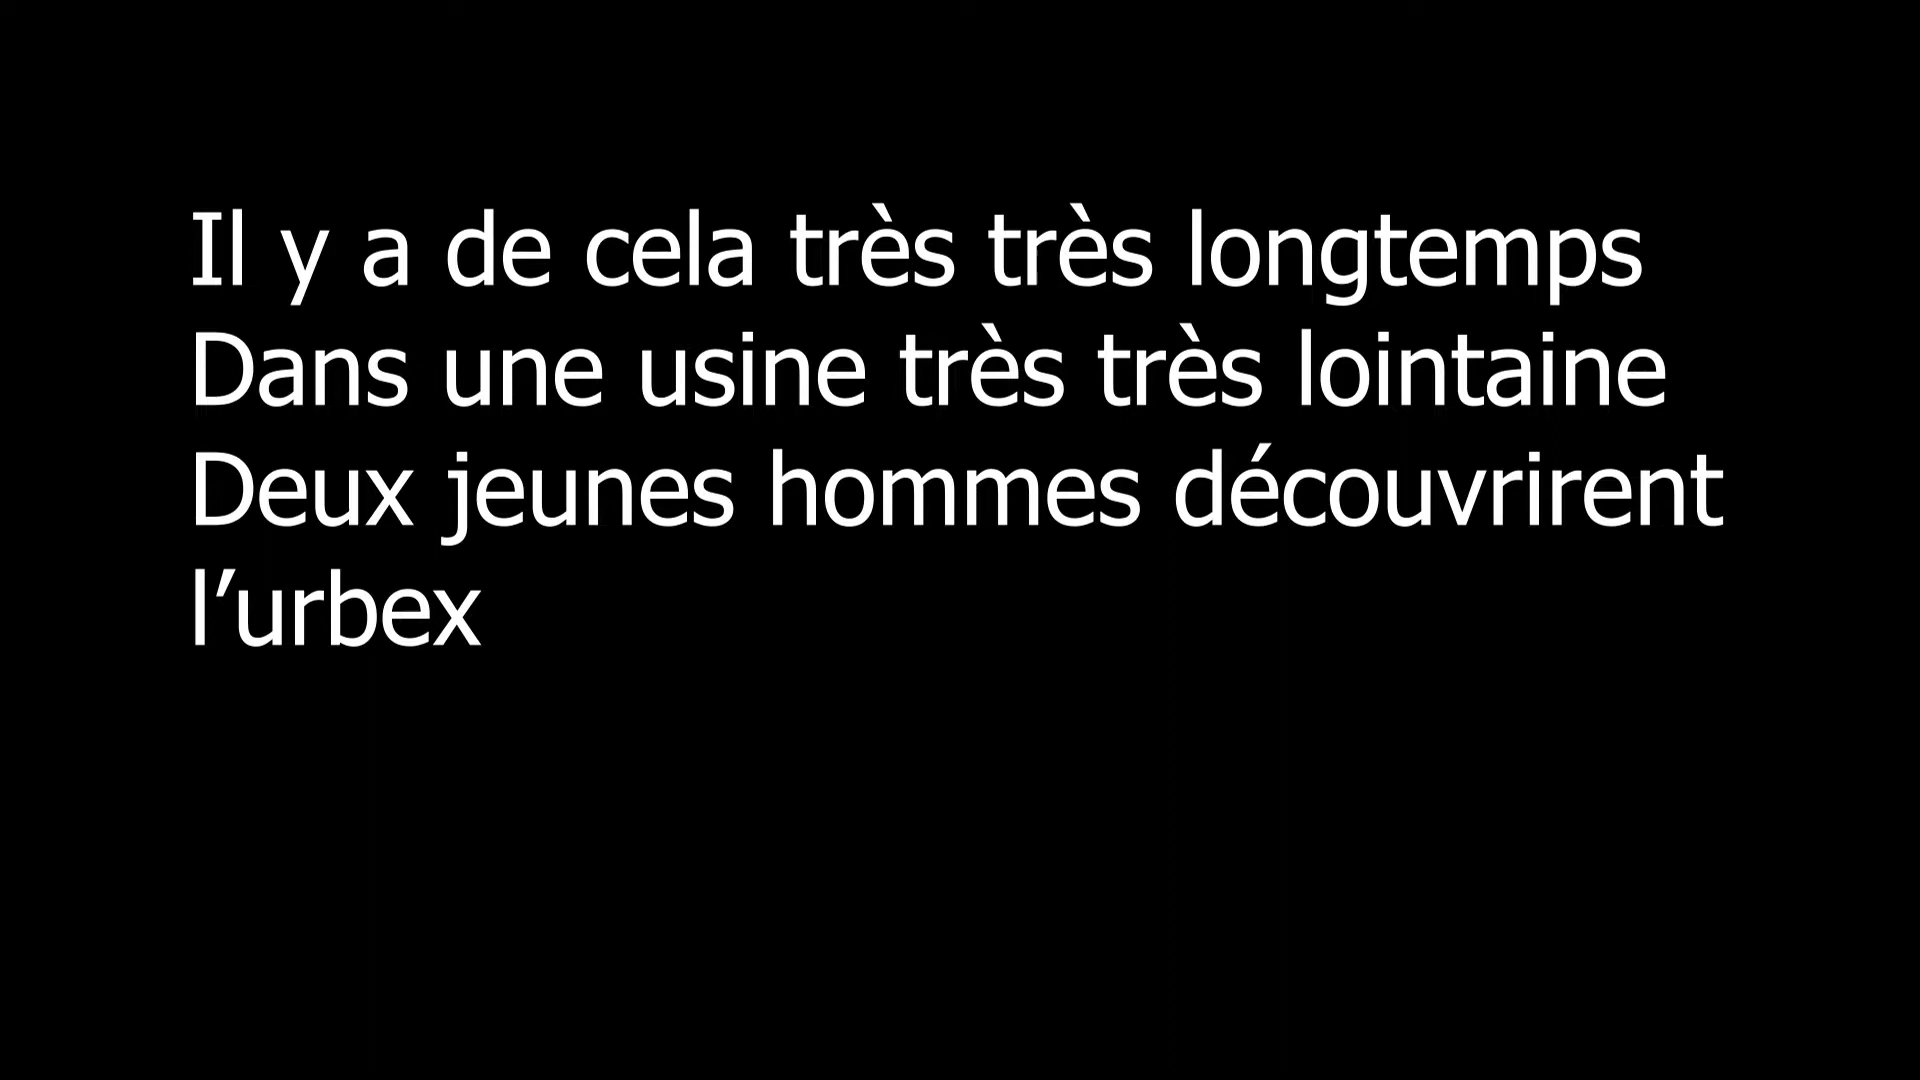 Il y a de cela très très longtemps
Dans une usine très très lointaine
Deux jeunes hommes découvrirent
l’urbex